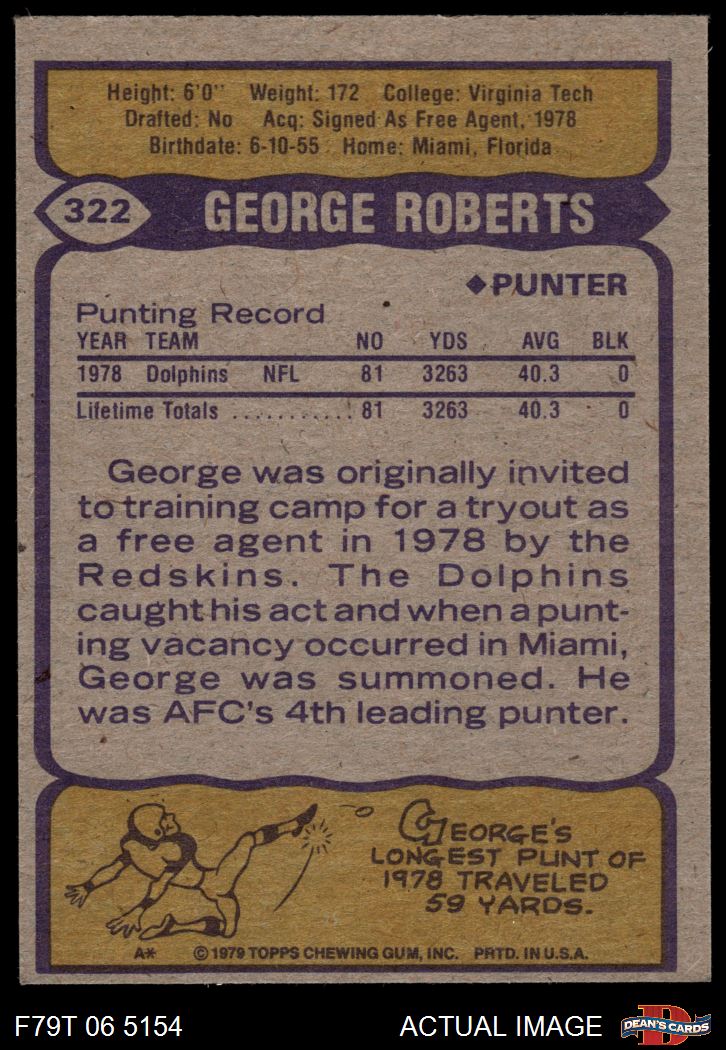 Height: 6'0" Weight: 172 College: Virginia Tech
Drafted: No Acq: Signed As Free Agent, 1978
Birthdate: 6-10-55 Home: Miami, Florida
322 GEORGE ROBERTS
◆PUNTER
Punting Record
YEAR TEAM NO YDS AVG BLK
1978 Dolphins NFL 81 3263 40.3 0
Lifetime Totals ........... 81 3263 40.3 0
George was originally invited
to training camp for a tryout as
a free agent in 1978 by the
Redskins. The Dolphins
caught his act and when a punt-
ing vacancy occurred in Miami,
George was summoned. He
was AFC's 4th leading punter.
GEORGE'S
LONGEST PUNT OF
1978 TRAVELED
59 YARDS.
A* © 1979 TOPPS CHEWING GUM, INC. PRTD. IN U.S.A.
F79T 06 5154 ACTUAL IMAGE D DEAN'S CARDS